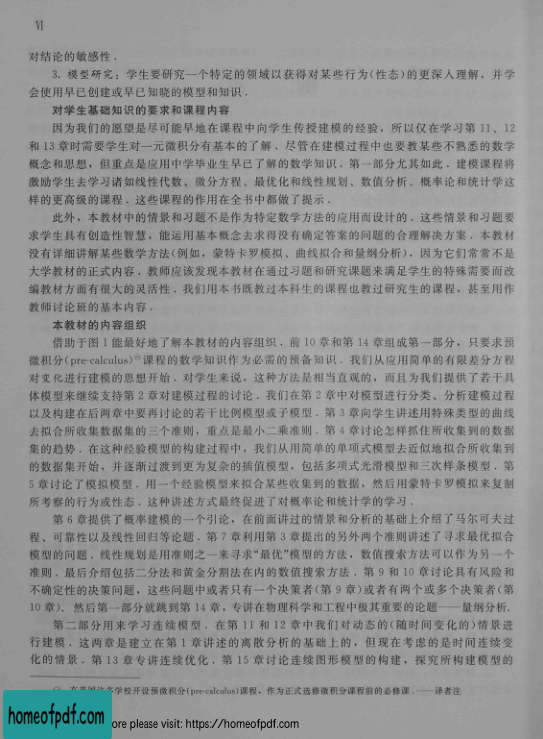 Ⅵ
对结论的敏感性.
3. 模型研究:学生要研究一个特定的领域以获得对某些行为(性态)的更深入理解,并学
会使用早已创建或早已知晓的模型和知识.
对学生基础知识的要求和课程内容
因为我们的愿望是尽可能早地在课程中向学生传授建模的经验,所以仅在学习第 11、12
和 13 章时需要学生对一元微积分有基本的了解. 尽管在建模过程中也要教某些不熟悉的数学
概念和思想,但重点是应用中学毕业生早已了解的数学知识. 第一部分尤其如此. 建模课程将
激励学生去学习诸如线性代数、微分方程、最优化和线性规划、数值分析、概率论和统计学这
样的更高级的课程. 这些课程的作用在全书中都做了提示.
此外,本教材中的情景和习题不是作为特定数学方法的应用而设计的. 这些情景和习题要
求学生具有创造性智慧,能运用基本概念去求得没有确定答案的问题的合理解决方案. 本教材
没有详细讲解某些数学方法(例如,蒙特卡罗模拟、曲线拟合和量纲分析),因为它们常常不是
大学教材的正式内容. 教师应该发现本教材在通过习题和研究课题来满足学生的特殊需要而改
编教材方面有很大的灵活性. 我们用本书既教过本科生的课程也教过研究生的课程,甚至用作
教师讨论班的基本内容.
本教材的内容组织
借助于图 1 能最好地了解本教材的内容组织. 前 10 章和第 14 章组成第一部分,只要求预
微积分(pre-calculus)㊀课程的数学知识作为必需的预备知识. 我们从应用简单的有限差分方程
对变化进行建模的思想开始. 对学生来说,这种方法是相当直观的,而且为我们提供了若干具
体模型来继续支持第 2 章对建模过程的讨论. 我们在第 2 章中对模型进行分类、分析建模过程
以及构建在后两章中要再讨论的若干比例模型或子模型. 第 3 章向学生讲述用特殊类型的曲线
去拟合所收集数据集的三个准则,重点是最小二乘准则. 第 4 章讨论怎样抓住所收集到的数据
集的趋势. 在这种经验模型的构建过程中,我们从用简单的单项式模型去近似地拟合所收集到
的数据集开始,并逐渐过渡到更为复杂的插值模型,包括多项式光滑模型和三次样条模型. 第
5 章讨论了模拟模型. 用一个经验模型来拟合某些收集到的数据,然后用蒙特卡罗模拟来复制
所考察的行为或性态. 这种讲述方式最终促进了对概率论和统计学的学习.
第 6 章提供了概率建模的一个引论,在前面讲过的情景和分析的基础上介绍了马尔可夫过
程、可靠性以及线性回归等论题. 第 7 章利用第 3 章提出的另外两个准则讲述了寻求最优拟合
模型的问题. 线性规划是用准则之一来寻求“最优”模型的方法,数值搜索方法可以作为另一个
准则. 最后介绍包括二分法和黄金分割法在内的数值搜索方法. 第 9 和 10 章讨论具有风险和
不确定性的决策问题,这些问题中或者只有一个决策者(第 9 章)或者有两个或多个决策者(第
10 章). 然后第一部分就跳到第 14 章,专讲在物理科学和工程中极其重要的论题——量纲分析.
第二部分用来学习连续模型. 在第 11 和 12 章中我们对动态的(随时间变化的)情景进
行建模. 这两章是建立在第 1 章讲述的离散分析的基础上的,但现在考虑的是时间连续变
化的情景. 第 13 章专讲连续优化. 第 15 章讨论连续图形模型的构建,探究所构建模型的
学校开设预微积分(pre-calculus)课程,作为正式选修微积分课程前的必修课.——译者注
homeofpdf.com
ore please visit: https://homeofpdf.com